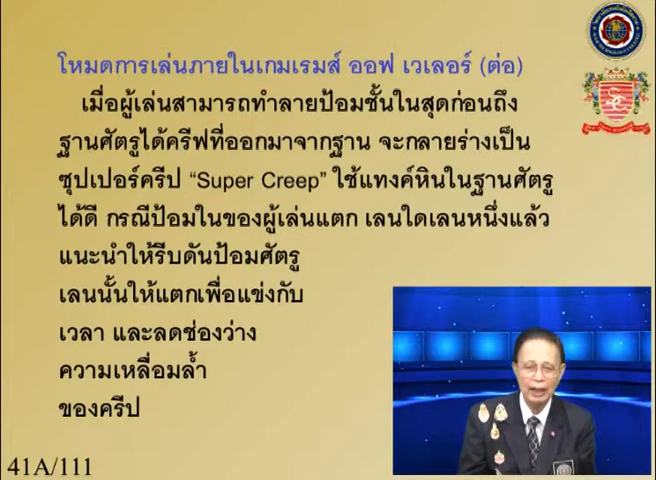 โหมดการเล่นภายในเกมเรมส์ ออฟ เวเลอร์ (ต่อ)
เมื่อผู้เล่นสามารถทำลายป้อมชั้นในสุดก่อนถึง
ฐานศัตรูได้ครีฟที่ออกมาจากฐาน จะกลายร่างเป็น
ซุปเปอร์ครีป “Super Creep” ใช้แทงค์หินในฐานศัตรู
ได้ดี กรณีป้อมในของผู้เล่นแตก เลนใดเลนหนึ่งแล้ว
แนะนำให้รีบดันป้อมศัตรู
เลนนั้นให้แตกเพื่อแข่งกับ
เวลา และลดช่องว่าง
ความเหลื่อมล้ำ
ของครีป
41A/111